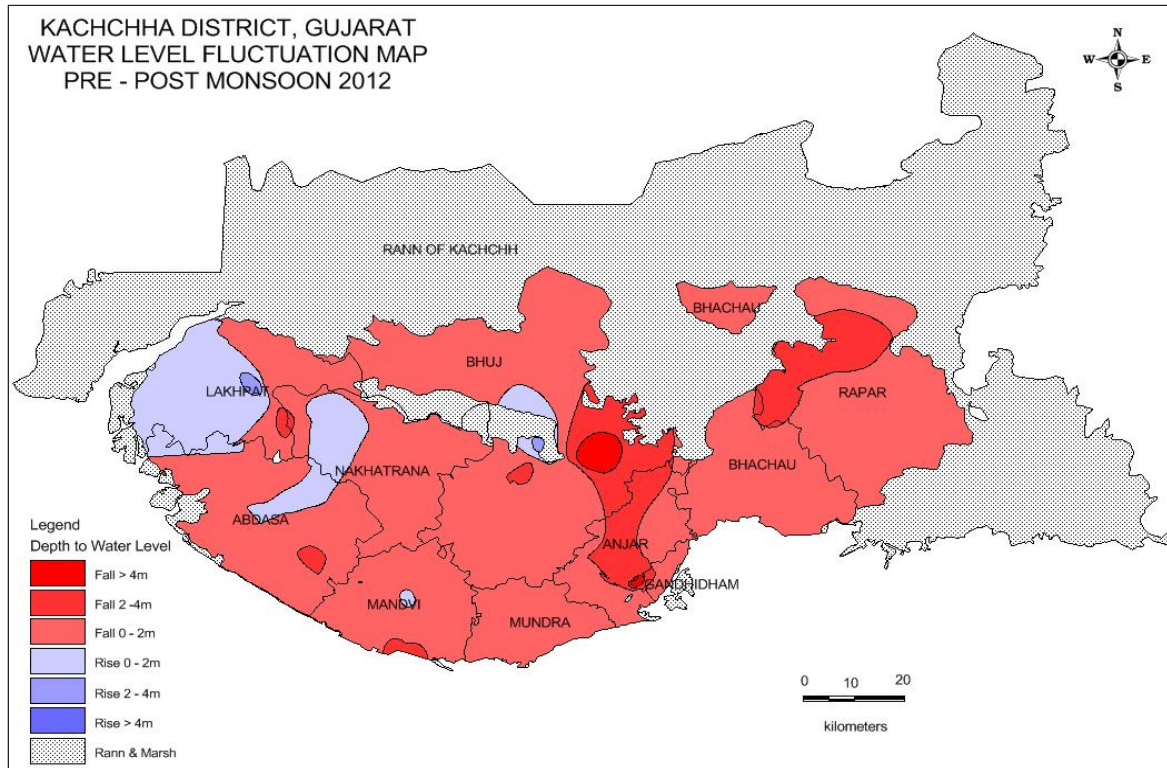 KACHCHHA DISTRICT, GUJARAT
WATER LEVEL FLUCTUATION MAP
PRE - POST MONSOON 2012
N
W E
S
RANN OF KACHCHH
BHACHAU
BHUJ
LAKHPAT
RAPAR
NAKHATRANA
BHACHAU
ABDASA
ANJAR
GANDHIDHAM
MANDVI
MUNDRA
Legend
Depth to Water Level
Fall > 4m
Fall 2 -4m
Fall 0 - 2m
Rise 0 - 2m
Rise 2 - 4m
Rise > 4m
Rann & Marsh
0 10 20
kilometers